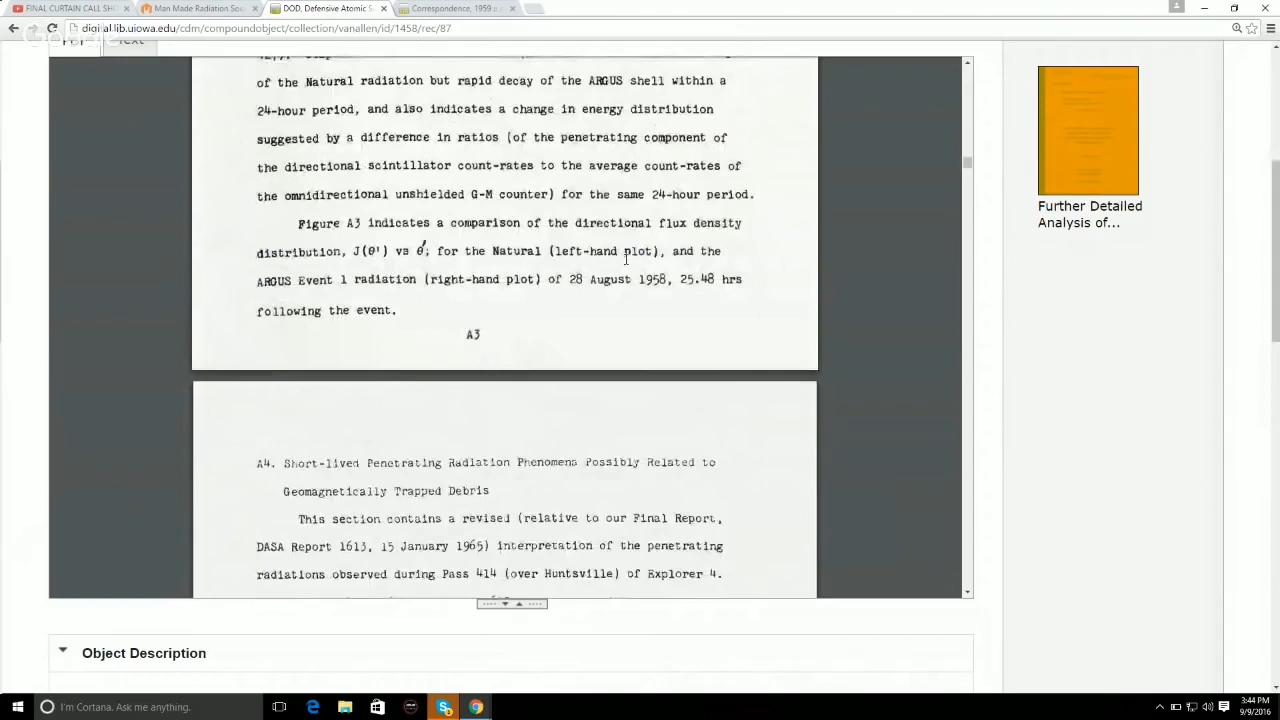 FINAL CURTAIN CALL SH
Man Made Radiation Sou
DOD, Defensive Atomic S
Correspondence, 1959
digital.lib.uiowa.edu/cdm/compoundobject/collection/vanallen/id/1458/rec/87
of the Natural radiation but rapid decay of the ARGUS shell within a
24-hour period, and also indicates a change in energy distribution
suggested by a difference in ratios (of the penetrating component of
the directional scintillator count-rates to the average count-rates of
the omnidirectional unshielded G-M counter) for the same 24-hour period.
Figure A3 indicates a comparison of the directional flux density
distribution, J(θ') vs θ'; for the Natural (left-hand plot), and the
ARGUS Event 1 radiation (right-hand plot) of 28 August 1958, 25.48 hrs
following the event.
A3
A4. Short-lived Penetrating Radiation Phenomena Possibly Related to
Geomagnetically Trapped Debris
This section contains a revised (relative to our Final Report,
DASA Report 1613, 15 January 1965) interpretation of the penetrating
radiations observed during Pass 414 (over Huntsville) of Explorer 4.
Further Detailed
Analysis of...
Object Description
I'm Cortana. Ask me anything.
3:44 PM
9/9/2016